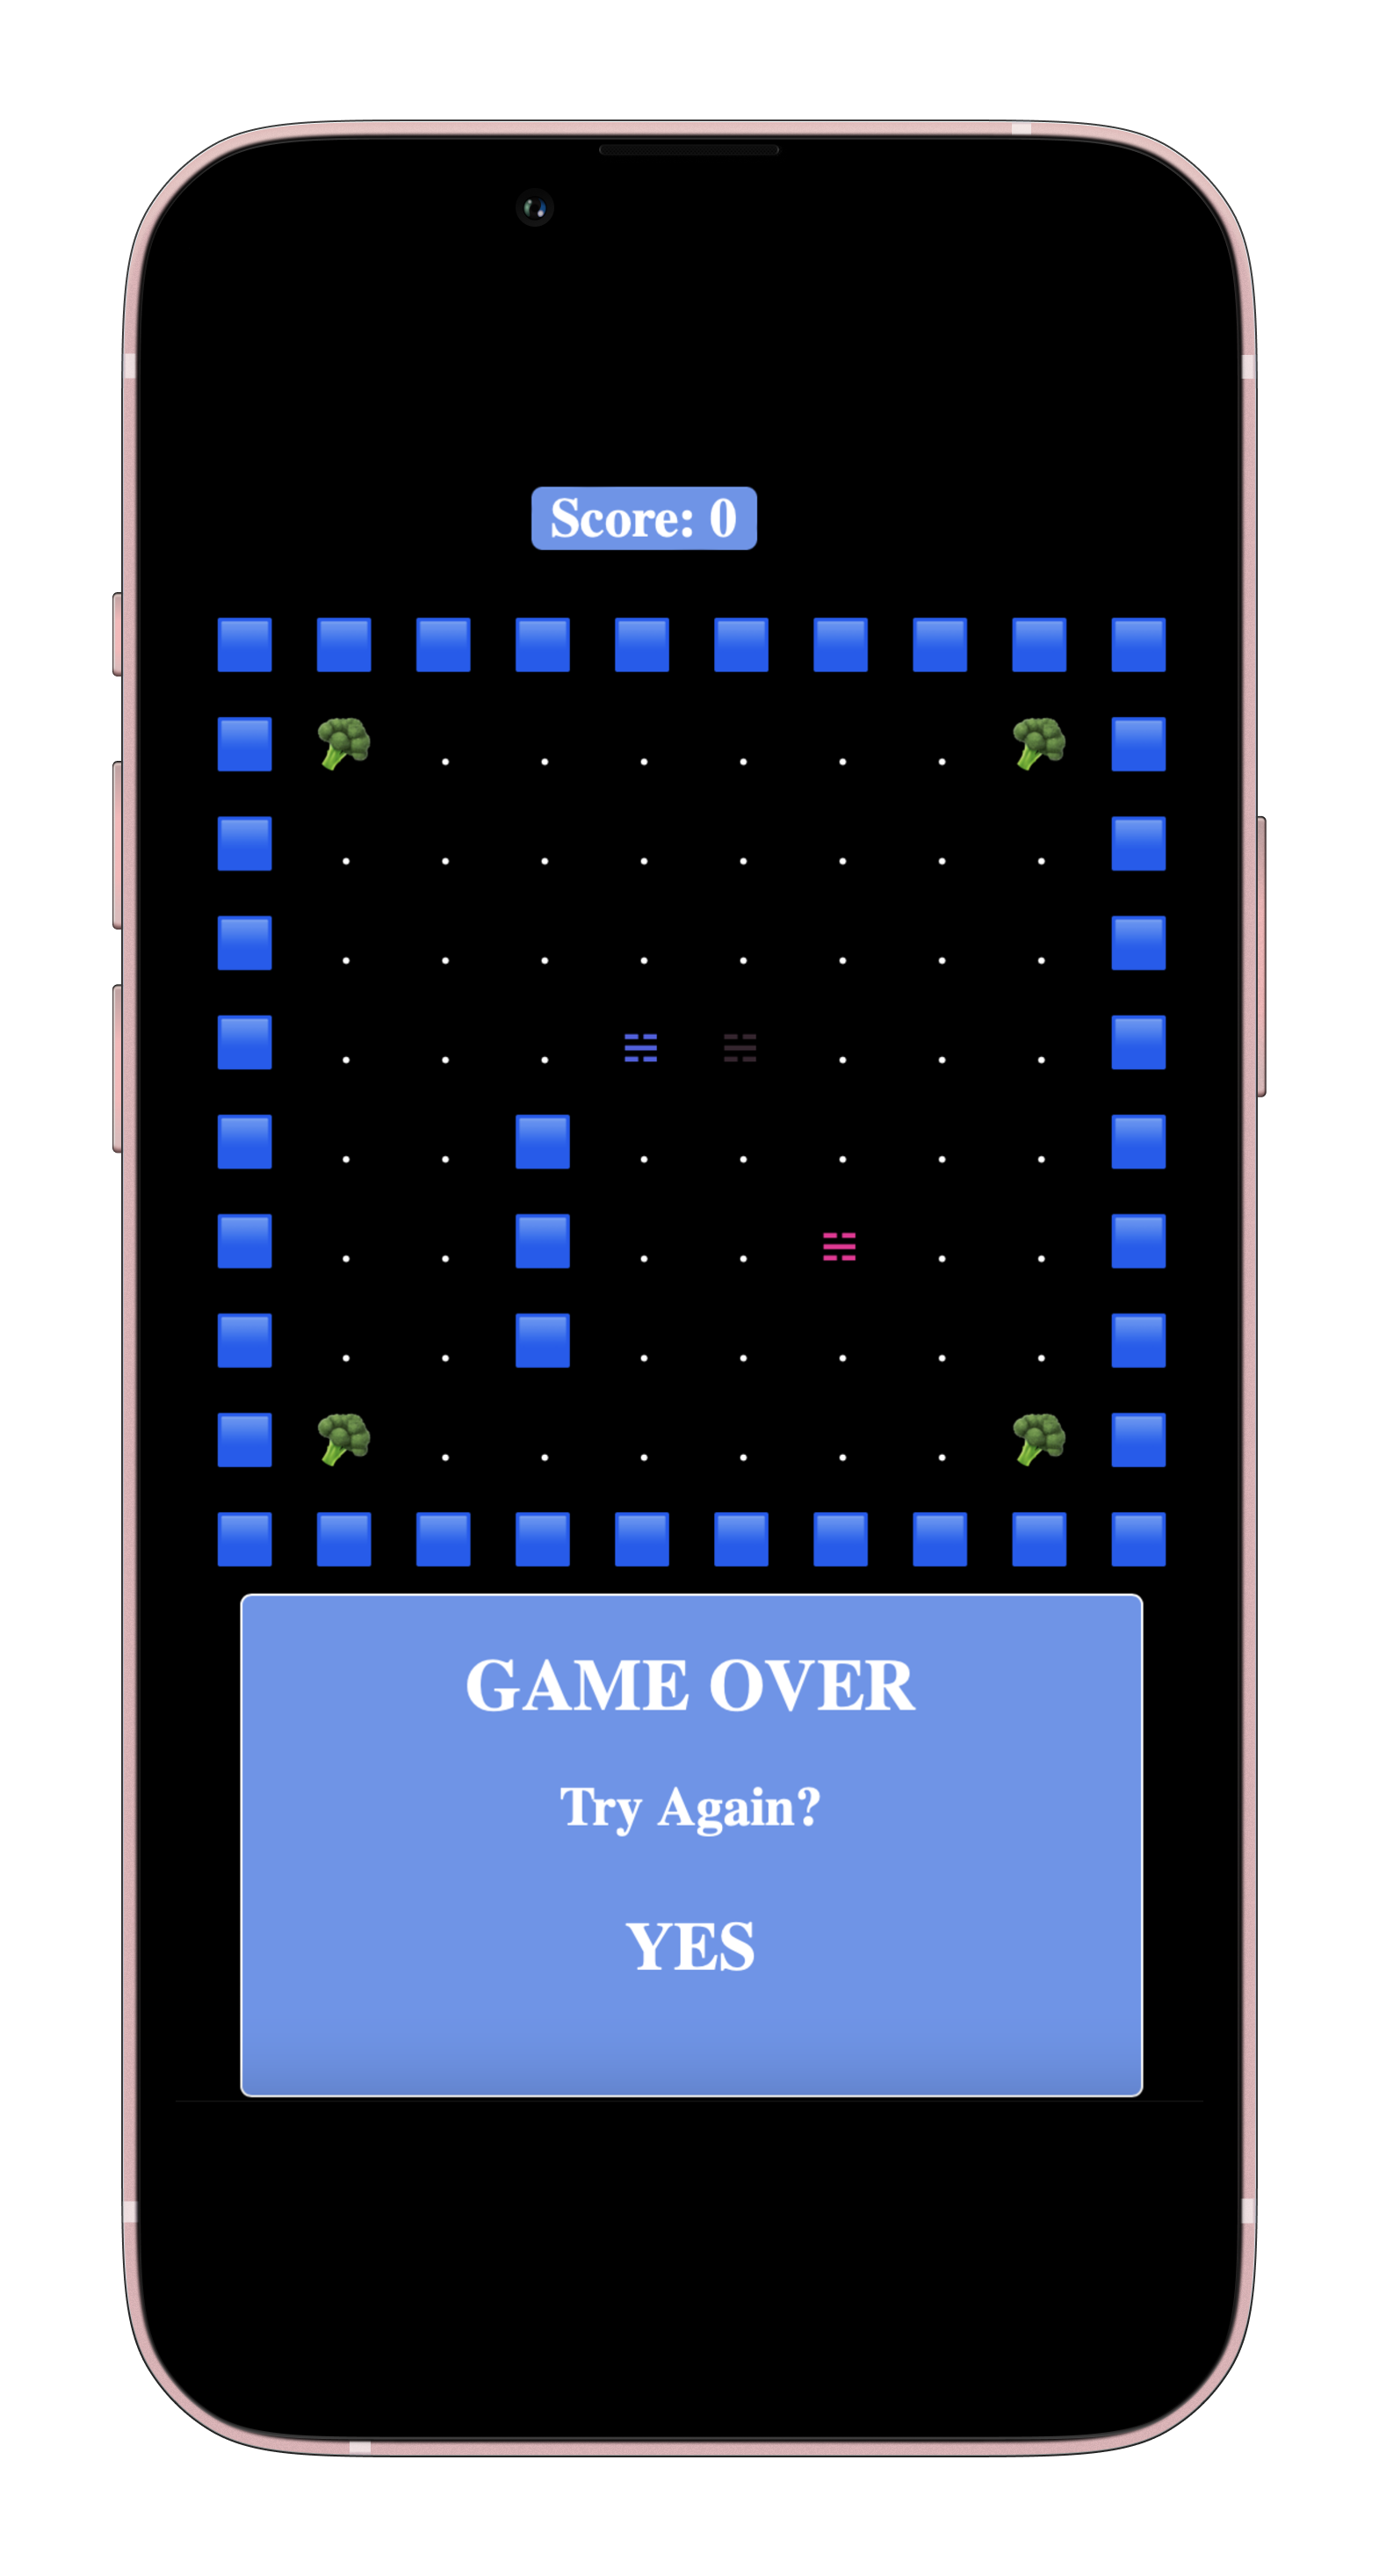 Score: 0
☵ ☵
☵
GAME OVER
Try Again?
YES